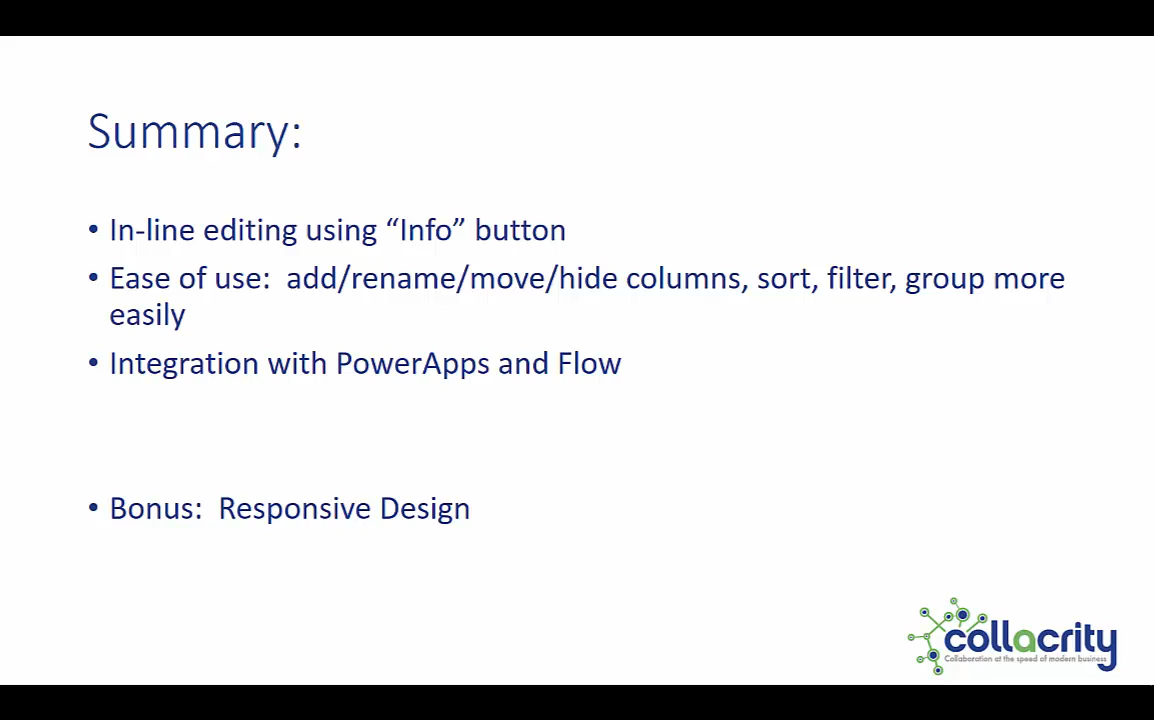 Summary:
• In-line editing using “Info” button
• Ease of use:  add/rename/move/hide columns, sort, filter, group more
easily
• Integration with PowerApps and Flow
• Bonus:  Responsive Design
collacrity
Collaboration at the speed of modern business